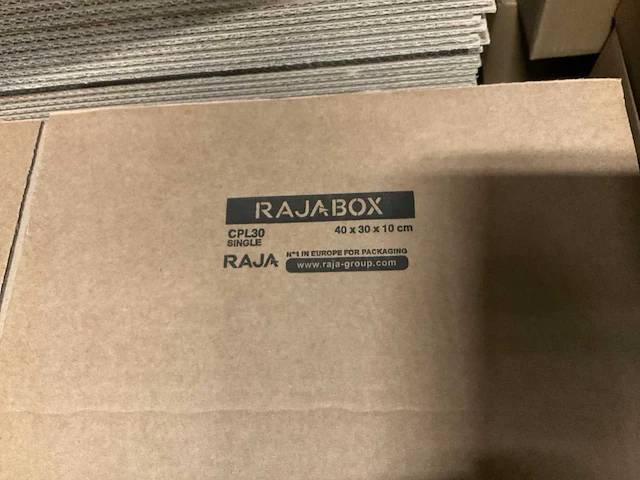 RAJABOX
CPL30 40 x 30 x 10 cm
SINGLE
RAJA N°1 IN EUROPE FOR PACKAGING
www.raja-group.com